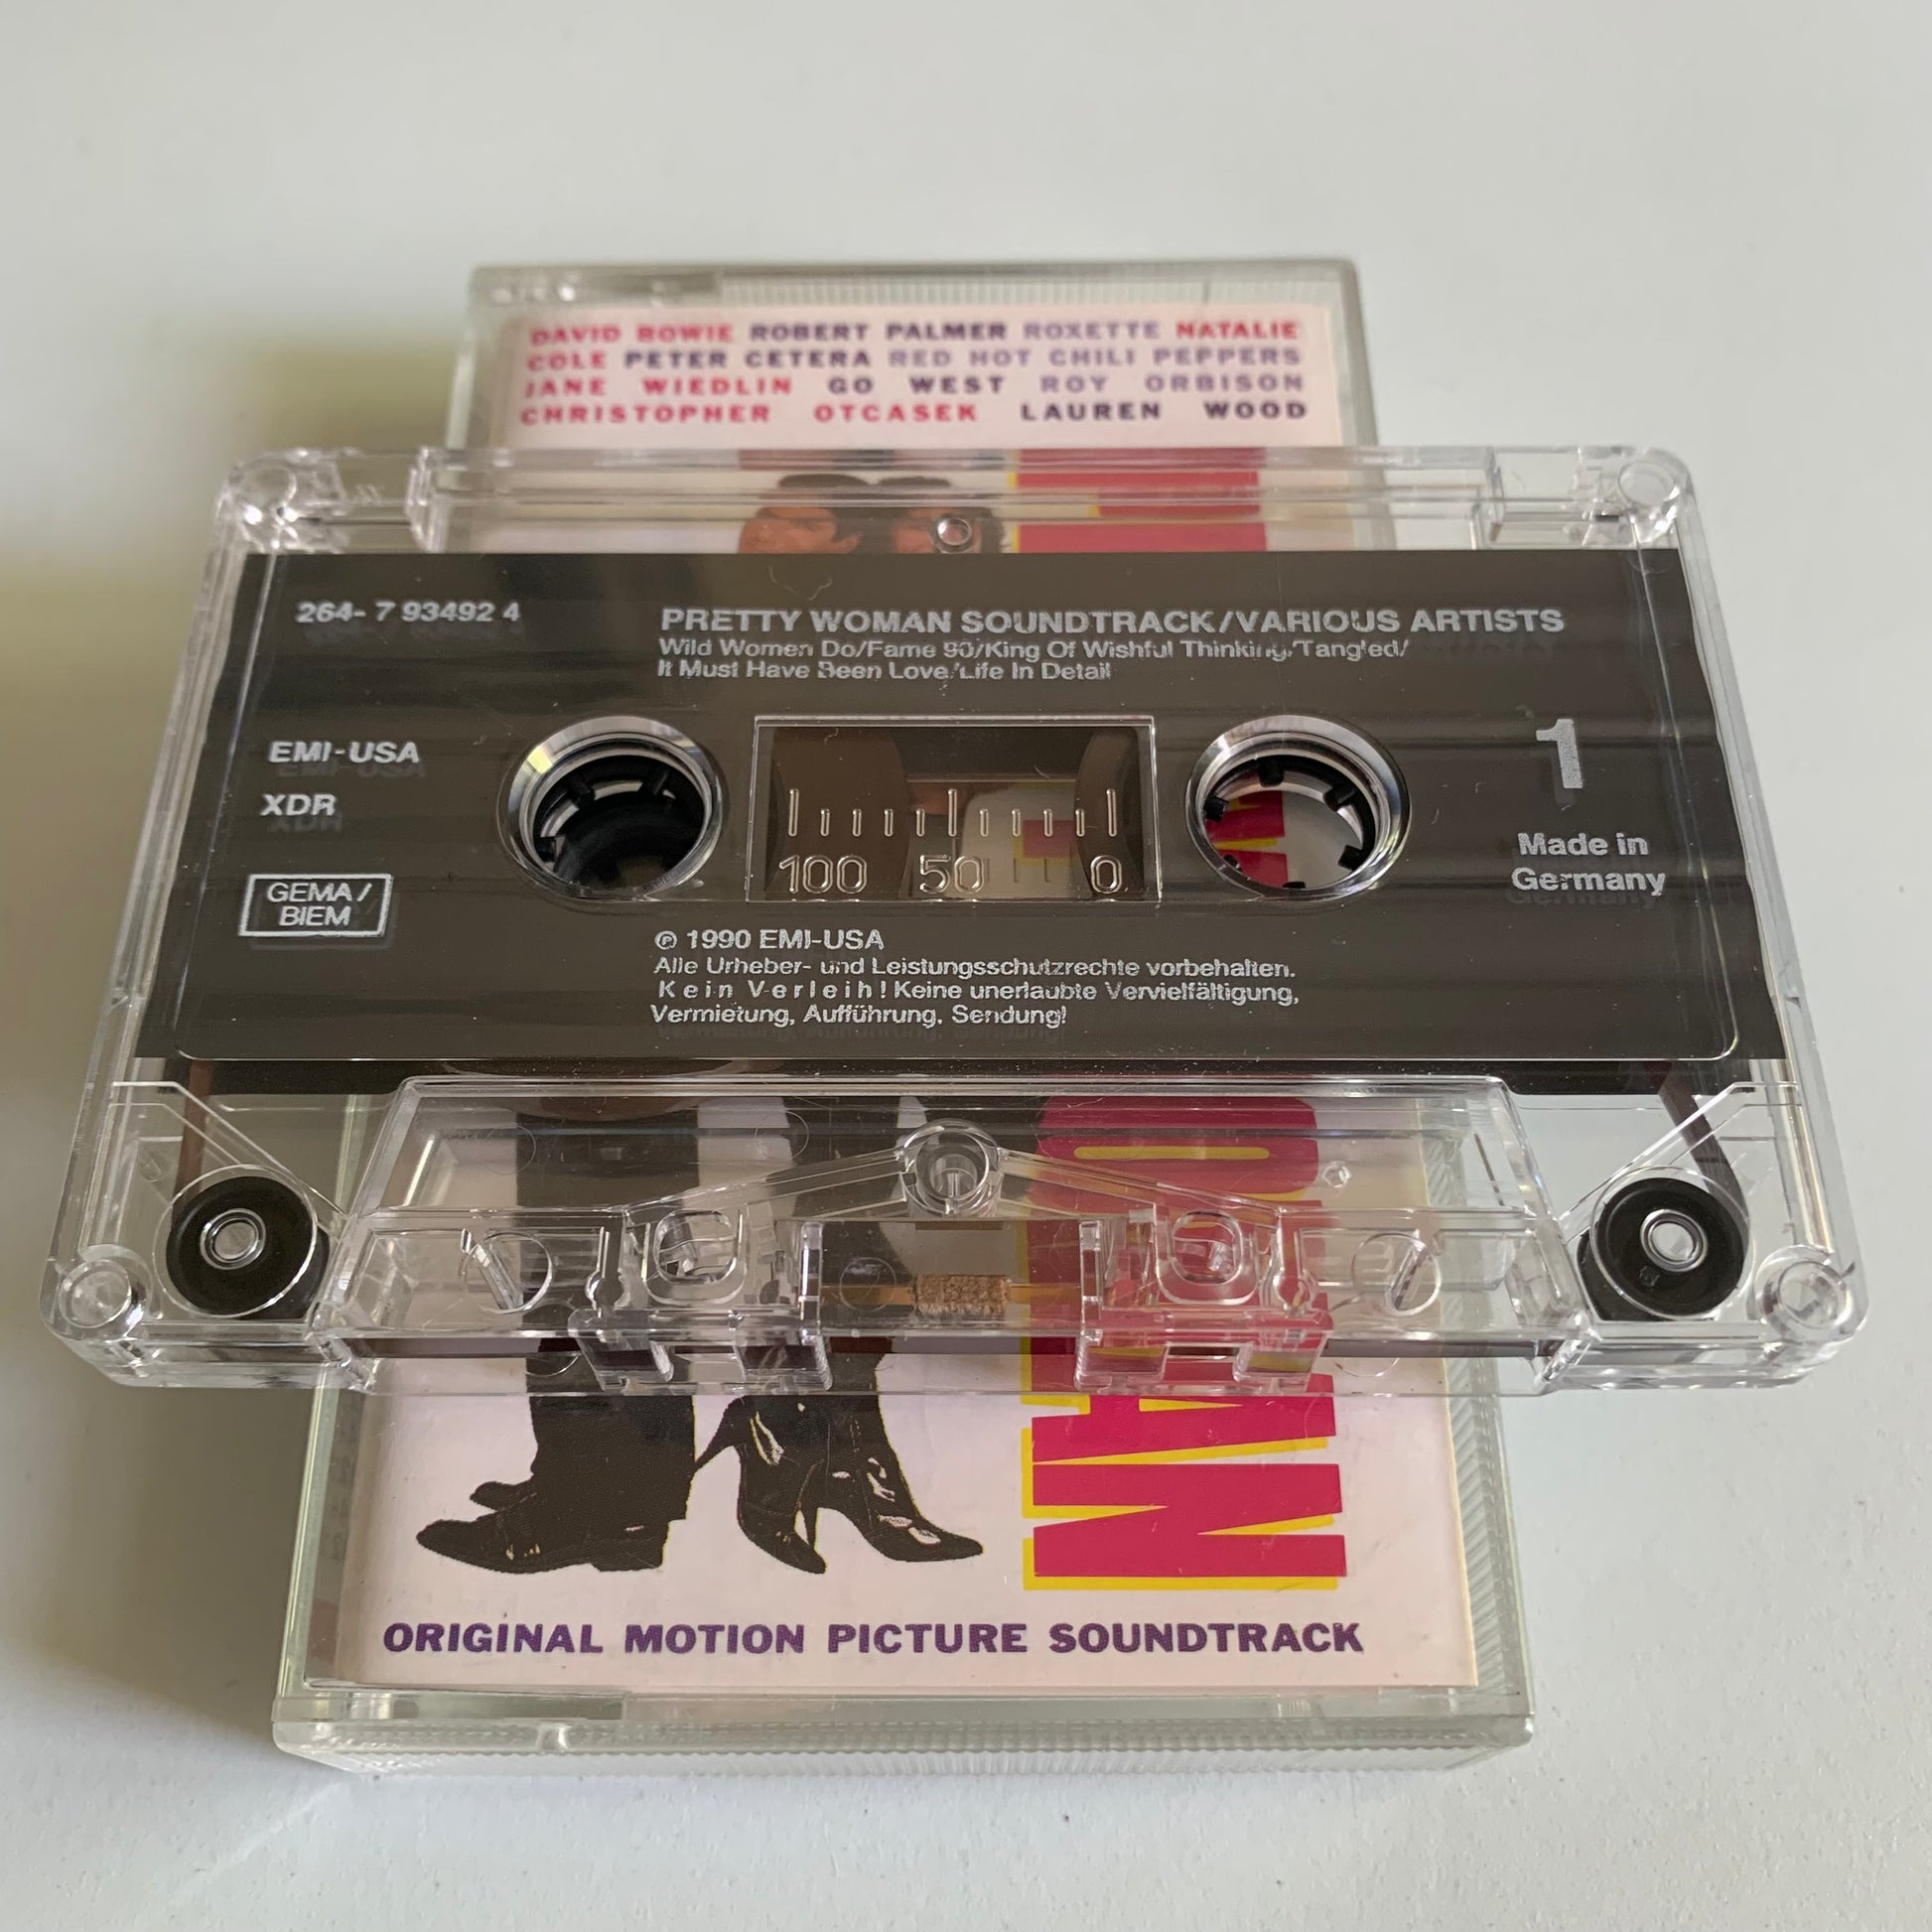 DAVID BOWIE ROBERT PALMER ROXETTE NATALIE
COLE PETER CETERA RED HOT CHILI PEPPERS
JANE WIEDLIN GO WEST ROY ORBISON
CHRISTOPHER OTCASEK LAUREN WOOD
264- 7 93492 4
PRETTY WOMAN SOUNDTRACK/VARIOUS ARTISTS
Wild Women Do/Fame 90/King Of Wishful Thinking/Tangled/
It Must Have Been Love/Life In Detail
EMI-USA
XDR
GEMA/
BIEM
100 50 0
1
Made in
Germany
℗ 1990 EMI-USA
Alle Urheber- und Leistungsschutzrechte vorbehalten.
Kein Verleih! Keine unerlaubte Vervielfältigung,
Vermietung, Aufführung, Sendung!
ORIGINAL MOTION PICTURE SOUNDTRACK